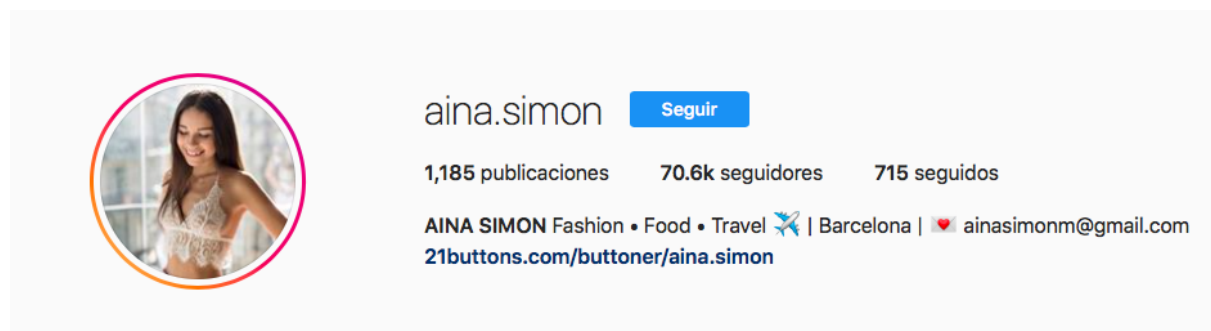 aina.simon Seguir
1,185 publicaciones 70.6k seguidores 715 seguidos
AINA SIMON Fashion • Food • Travel ✈️ | Barcelona | 💌 ainasimonm@gmail.com
21buttons.com/buttoner/aina.simon